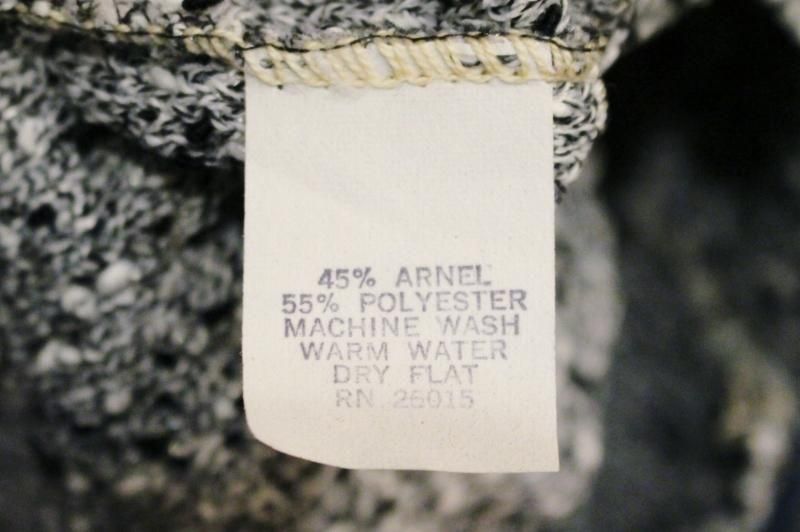 45% ARNEL
55% POLYESTER
MACHINE WASH
WARM WATER
DRY FLAT
RN 26015